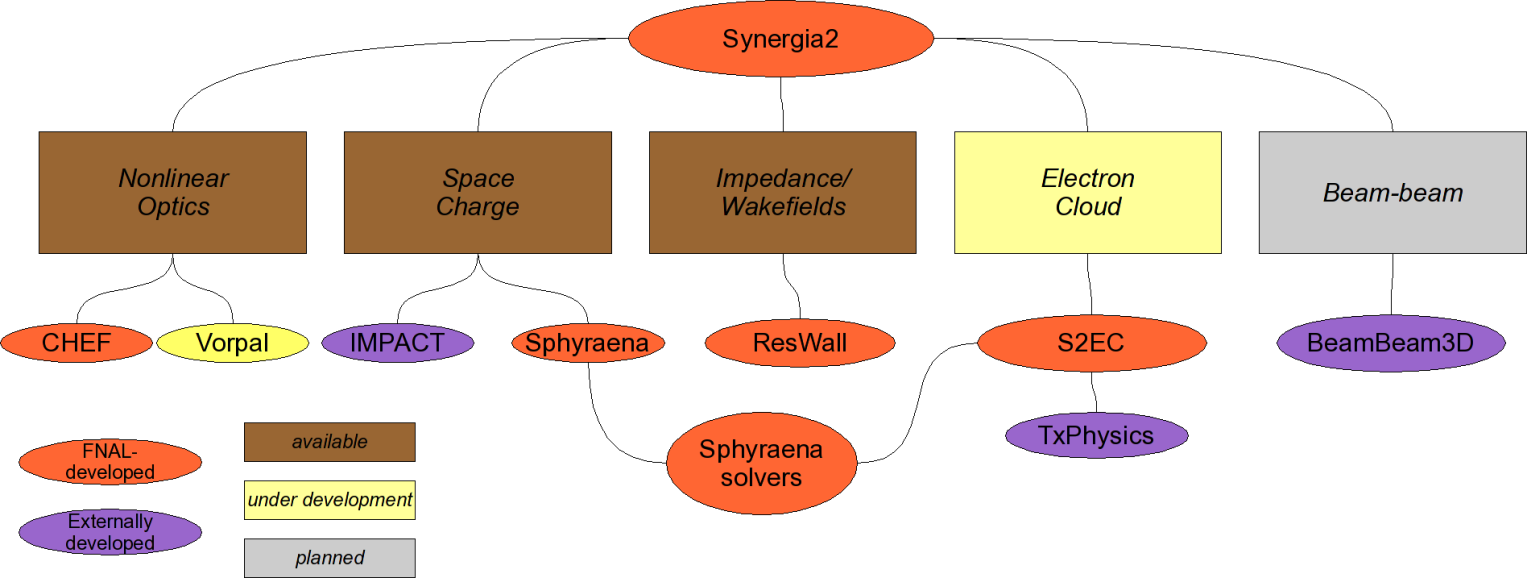 Synergia2
Nonlinear
Optics
Space
Charge
Impedance/
Wakefields
Electron
Cloud
Beam-beam
CHEF
Vorpal
IMPACT
Sphyraena
ResWall
S2EC
BeamBeam3D
TxPhysics
Sphyraena
solvers
FNAL-
developed
Externally
developed
available
under development
planned